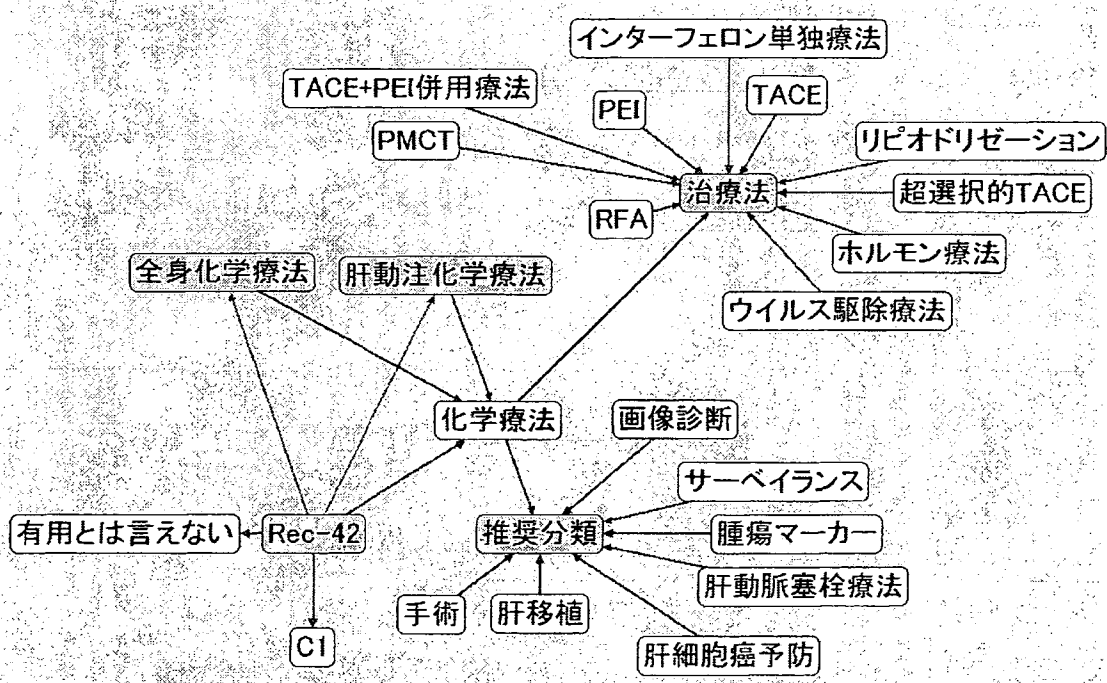 インターフェロン単独療法
TACE+PEI併用療法
PEI
TACE
PMCT
リピオドリゼーション
治療法
超選択的TACE
RFA
ホルモン療法
全身化学療法
肝動注化学療法
ウイルス駆除療法
化学療法
画像診断
サーベイランス
有用とは言えない
Rec-42
推奨分類
腫瘍マーカー
肝動脈塞栓療法
手術
肝移植
C1
肝細胞癌予防